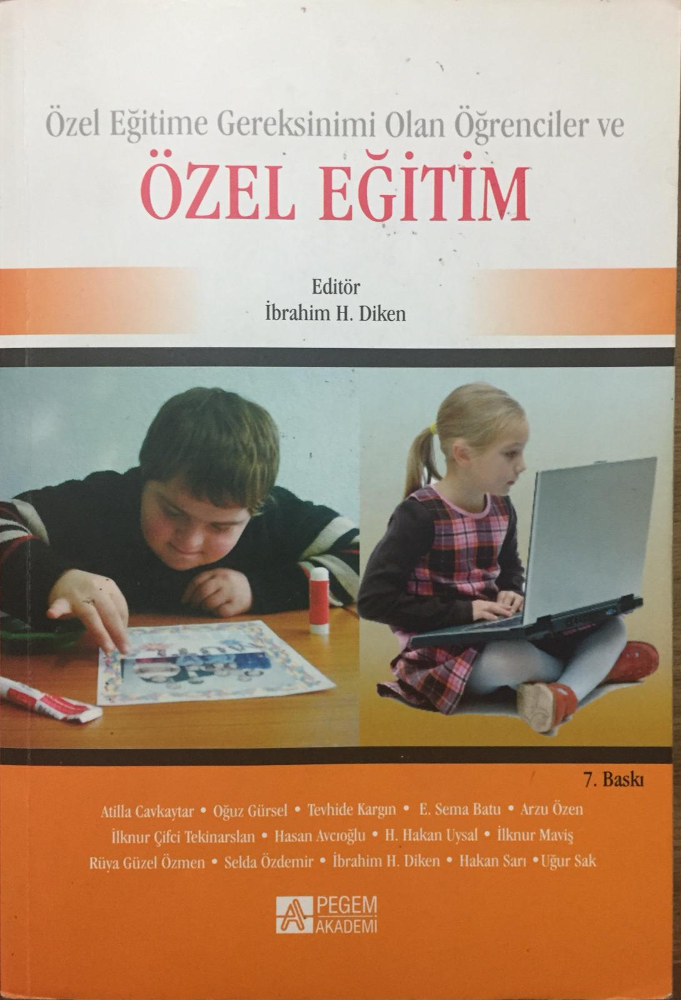 Özel Eğitime Gereksinimi Olan Öğrenciler ve
ÖZEL EĞİTİM
Editör
İbrahim H. Diken
7. Baskı
Atilla Cavkaytar • Oğuz Gürsel • Tevhide Kargın • E. Sema Batu • Arzu Özen
İlknur Çifci Tekinarslan • Hasan Avcıoğlu • H. Hakan Uysal • İlknur Maviş
Rüya Güzel Özmen • Selda Özdemir • İbrahim H. Diken • Hakan Sarı • Uğur Sak
PEGEM
AKADEMİ